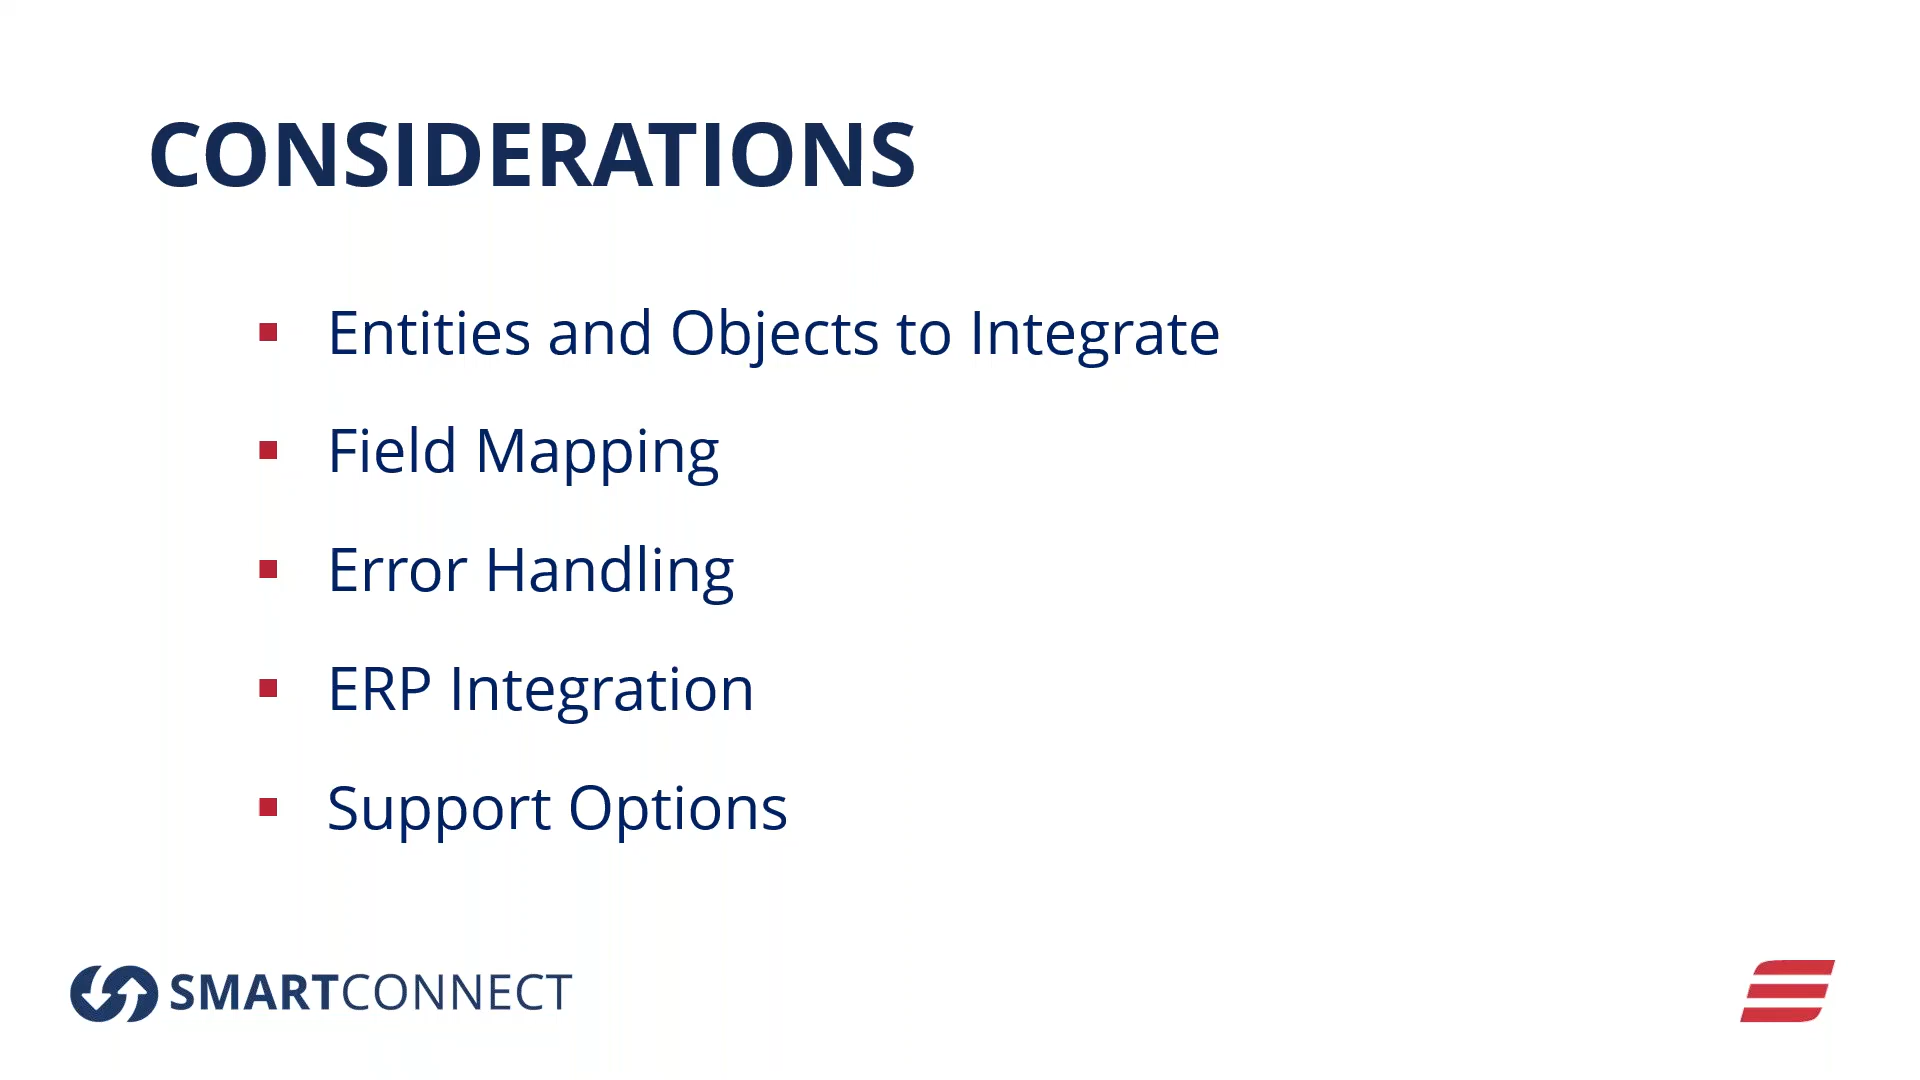 CONSIDERATIONS
Entities and Objects to Integrate
Field Mapping
Error Handling
ERP Integration
Support Options
SMARTCONNECT